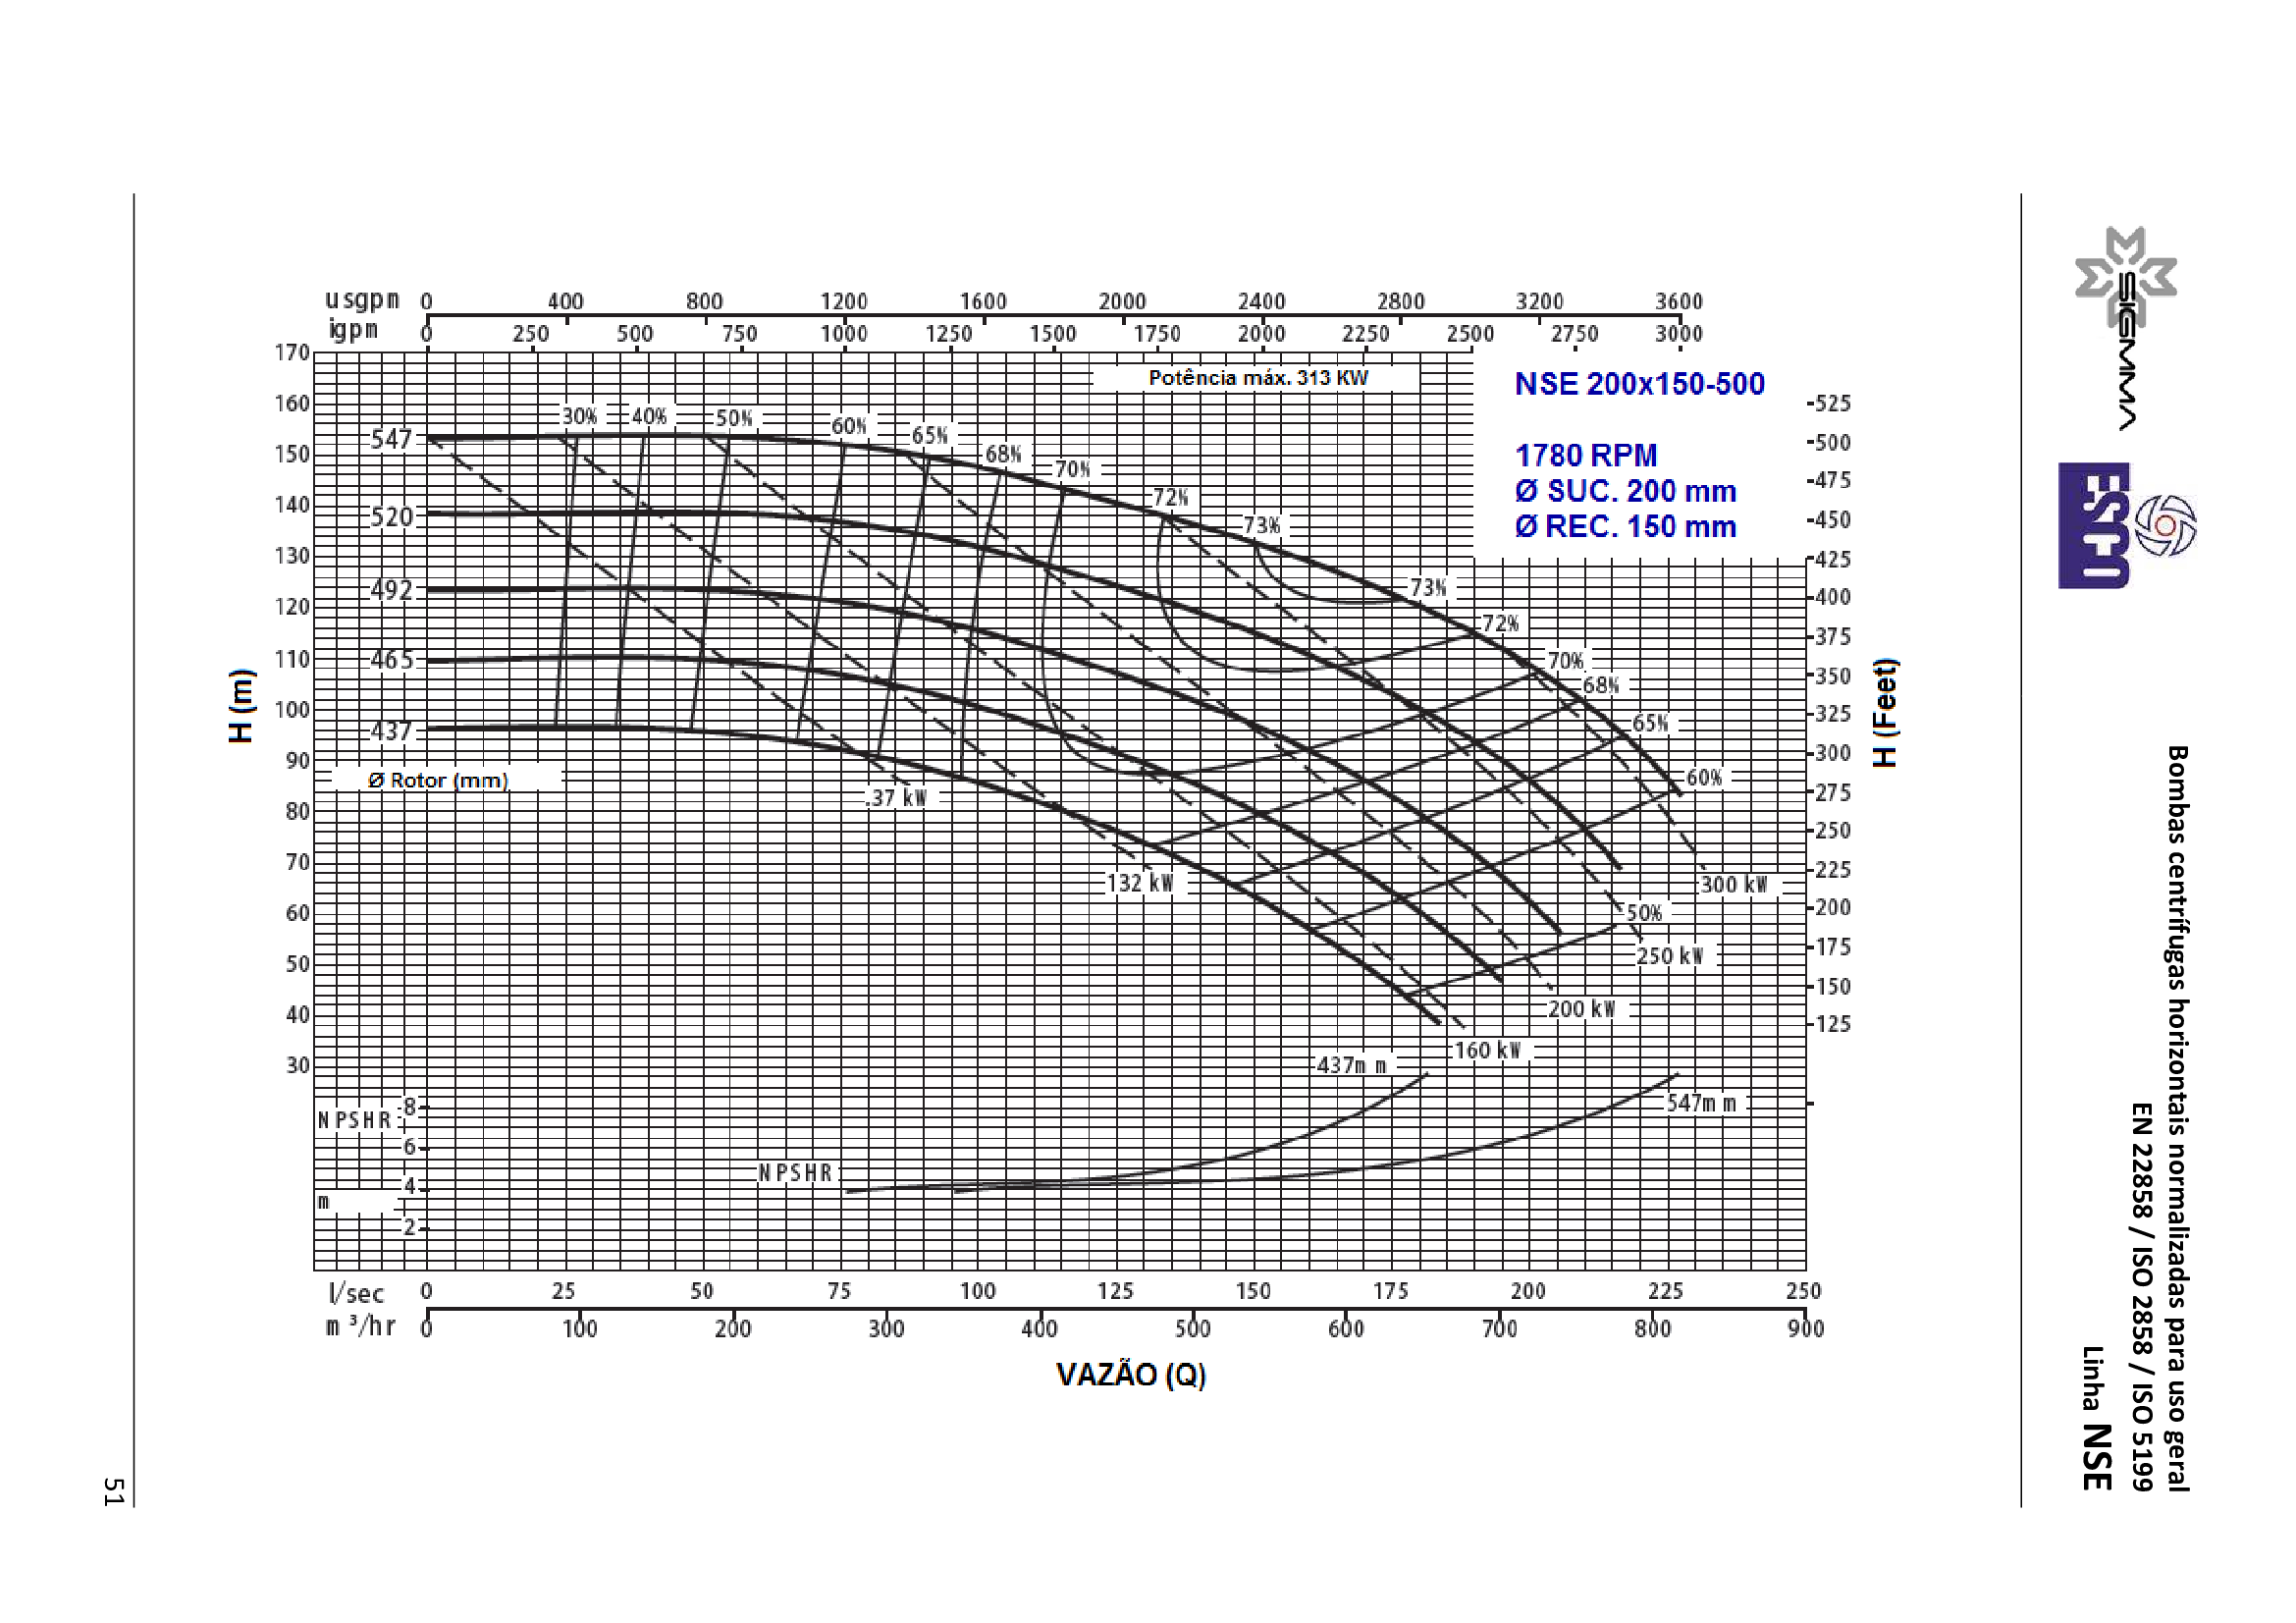 usgpm 0 400 800 1200 1600 2000 2400 2800 3200 3600
igpm 0 250 500 750 1000 1250 1500 1750 2000 2250 2500 2750 3000
Potência máx. 313 KW
NSE 200x150-500
1780 RPM
Ø SUC. 200 mm
Ø REC. 150 mm
H (m)
170
160
150
140
130
120
110
100
90
80
70
60
50
40
30
547
520
492
465
437
Ø Rotor (mm)
30% 40% 50% 60% 65% 68% 70% 72% 73%
73%
72%
70%
68%
65%
60%
50%
.37 kW
132 kW
160 kW
200 kW
250 kW
300 kW
H (Feet)
525
500
475
450
425
400
375
350
325
300
275
250
225
200
175
150
125
437mm
547mm
NPSHR
8
6
4
m
2
NPSHR
l/sec 0 25 50 75 100 125 150 175 200 225 250
m³/hr 0 100 200 300 400 500 600 700 800 900
VAZÃO (Q)
SIGMMA
ESCO
Bombas centrífugas horizontais normalizadas para uso geral
EN 22858 / ISO 2858 / ISO 5199
Linha NSE
51